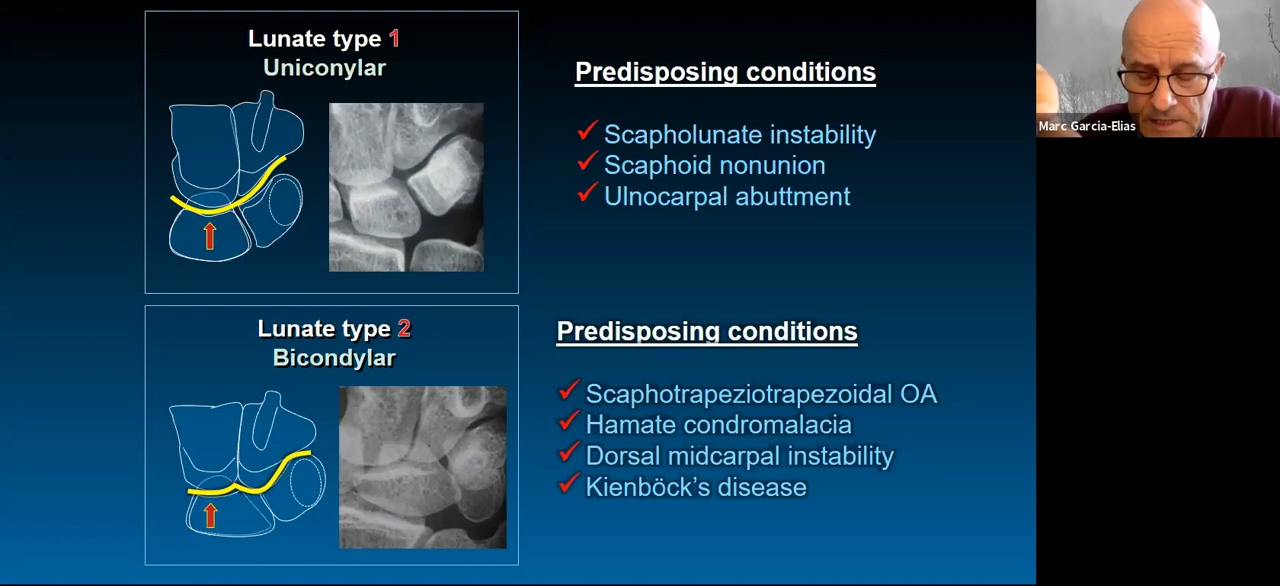 Lunate type 1
Uniconylar
Predisposing conditions
✓ Scapholunate instability
✓ Scaphoid nonunion
✓ Ulnocarpal abuttment
Lunate type 2
Bicondylar
Predisposing conditions
✓ Scaphotrapeziotrapezoidal OA
✓ Hamate condromalacia
✓ Dorsal midcarpal instability
✓ Kienböck’s disease
Marc Garcia-Elias